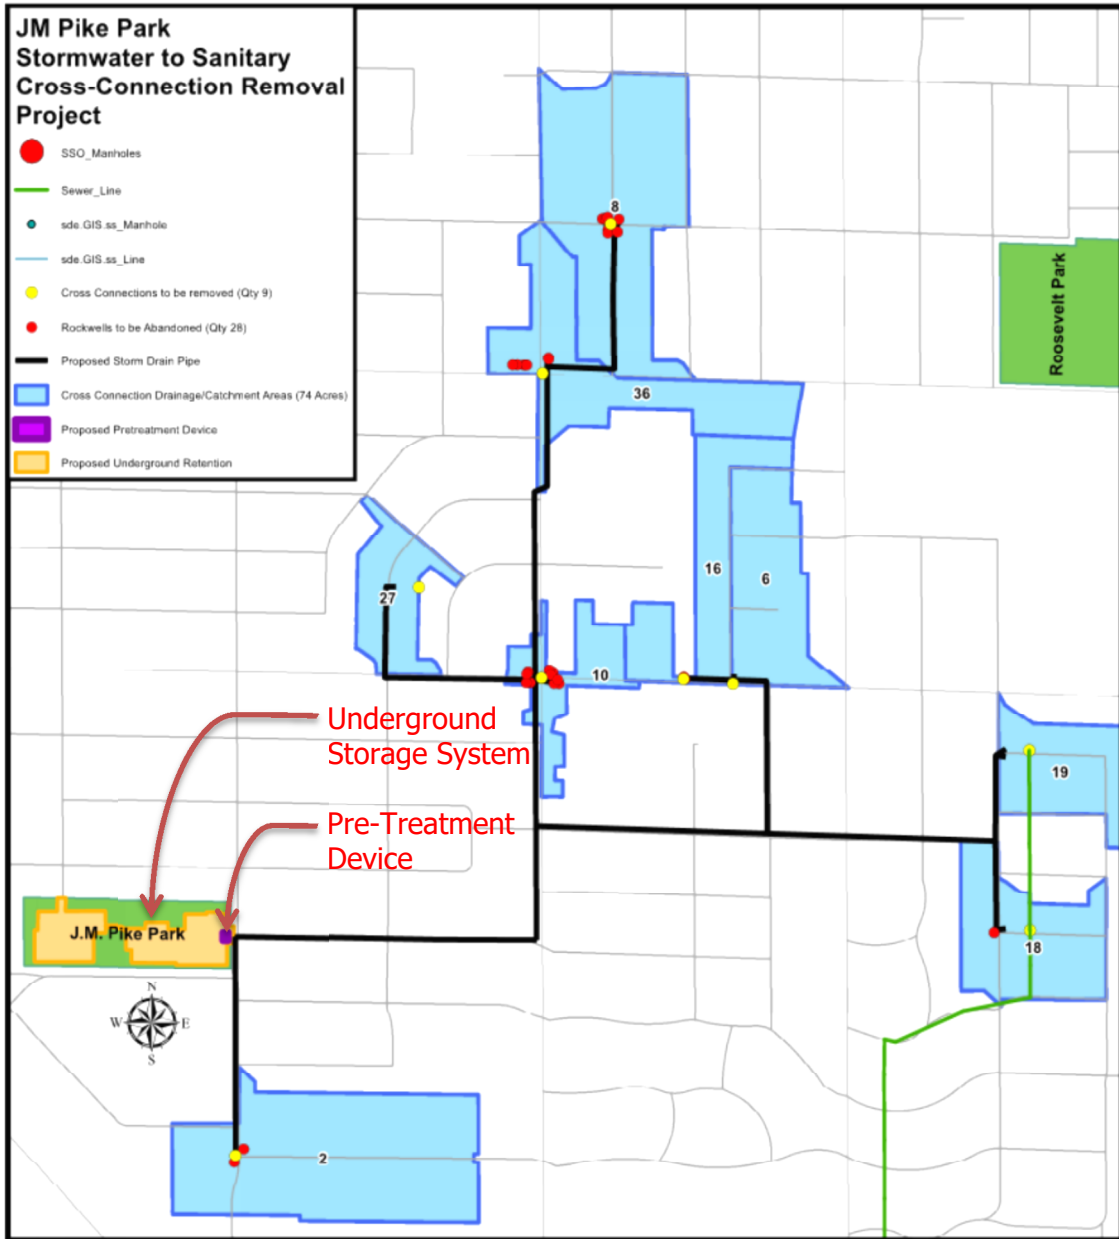 JM Pike Park
Stormwater to Sanitary
Cross-Connection Removal
Project
SSO_Manholes
Sewer_Line
sde.GIS.ss_Manhole
sde.GIS.ss_Line
Cross Connections to be removed (Qty 9)
Rockwells to be Abandoned (Qty 28)
Proposed Storm Drain Pipe
Cross Connection Drainage/Catchment Areas (74 Acres)
Proposed Pretreatment Device
Proposed Underground Retention
8
Roosevelt Park
36
16
6
27
10
Underground
Storage System
19
Pre-Treatment
Device
J.M. Pike Park
18
N
W
E
S
2